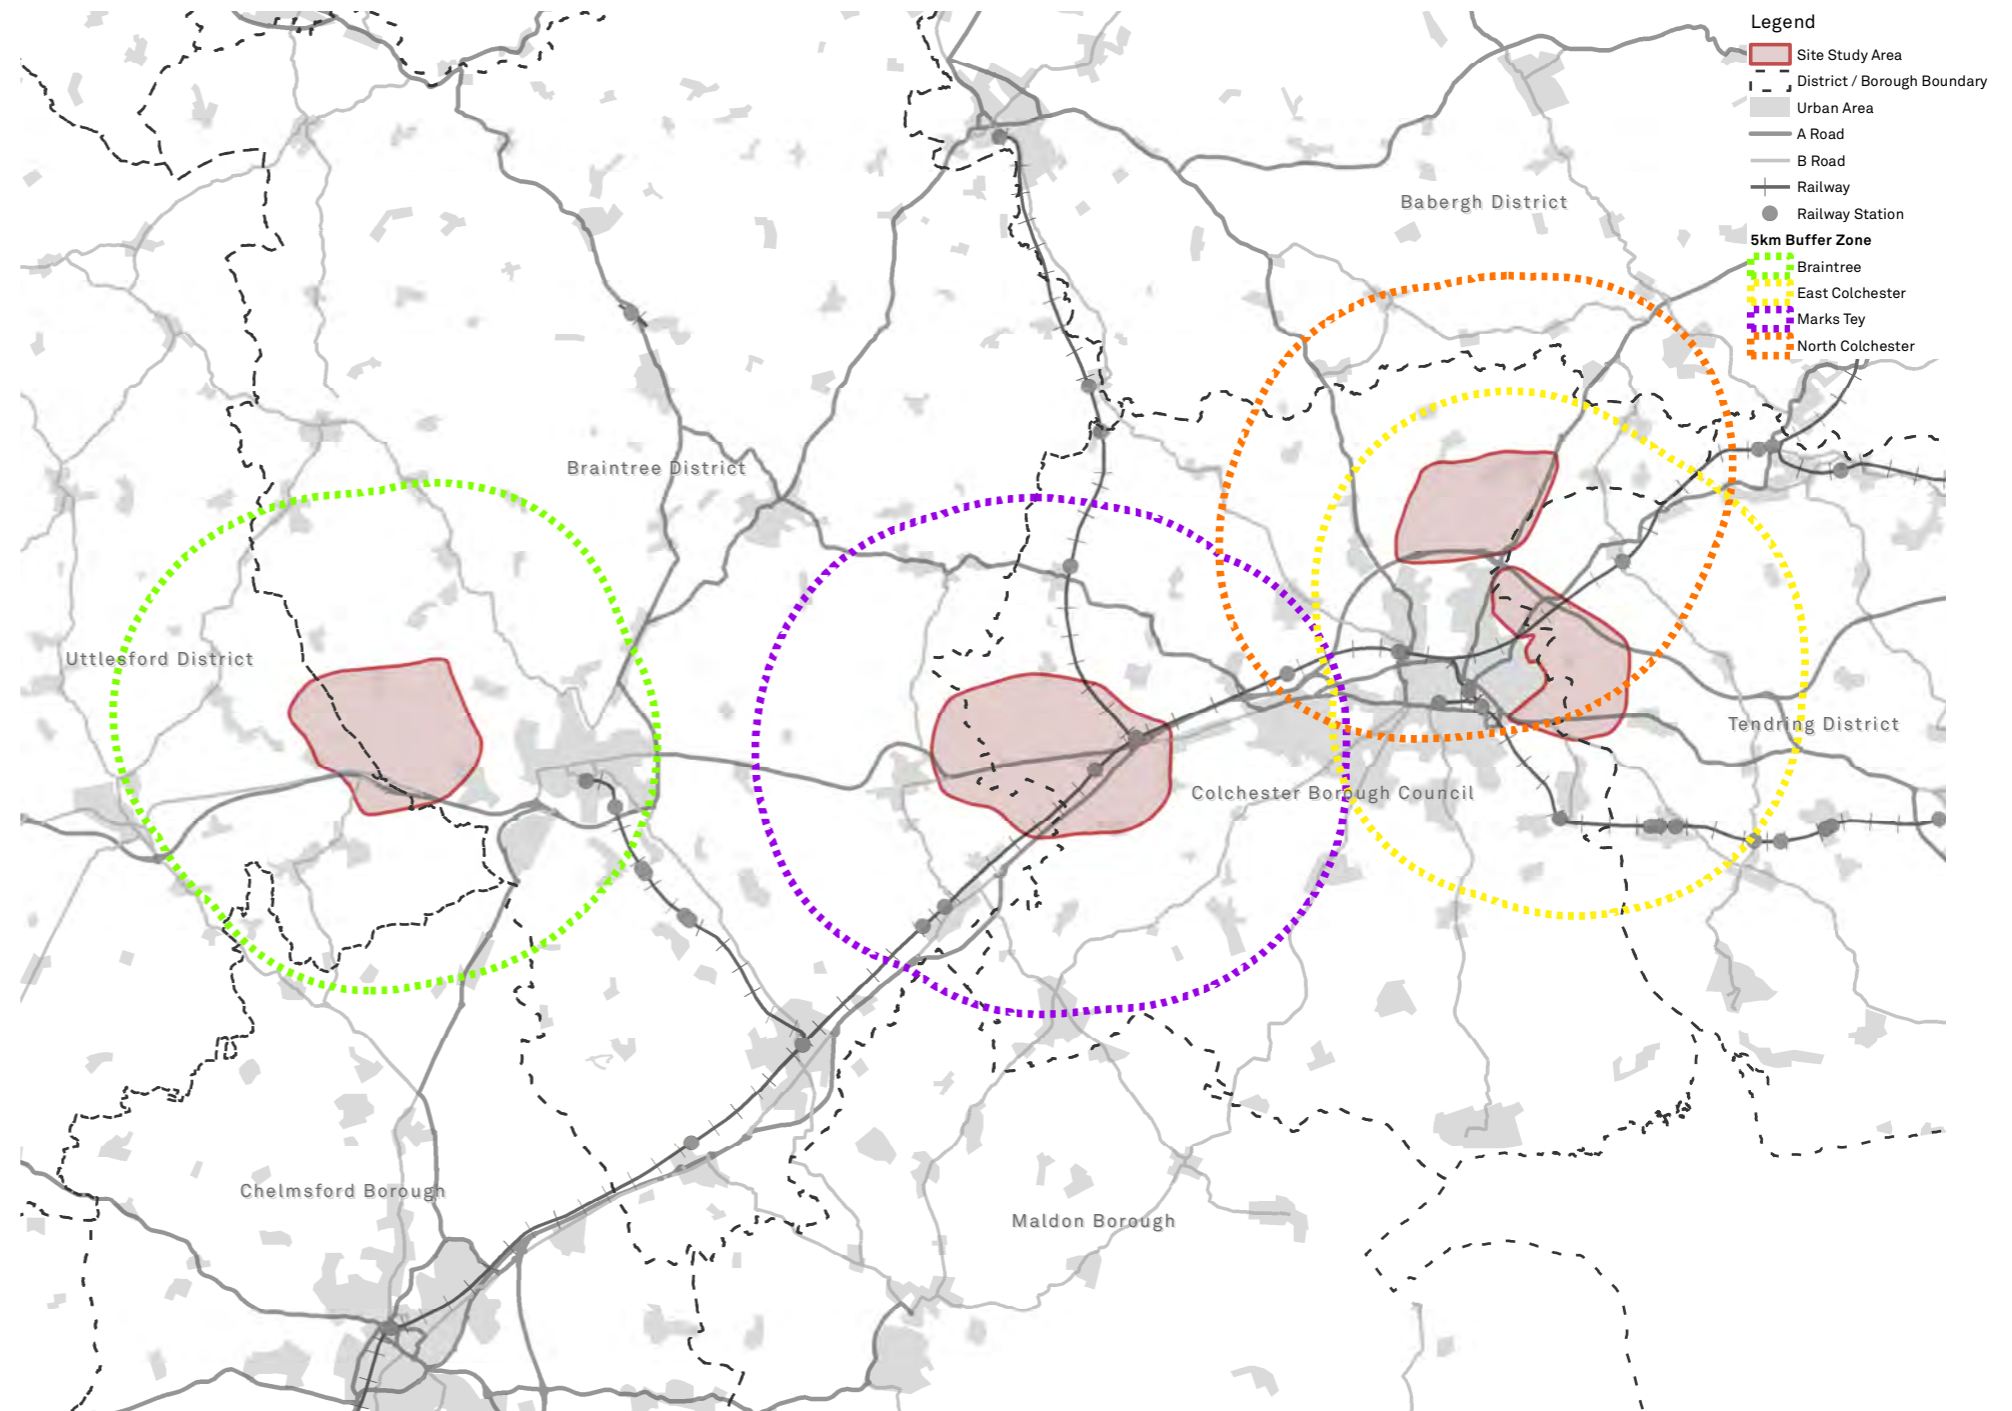 Legend
Site Study Area
District / Borough Boundary
Urban Area
A Road
B Road
Railway
Railway Station
5km Buffer Zone
Braintree
East Colchester
Marks Tey
North Colchester
Babergh District
Braintree District
Uttlesford District
Tendring District
Colchester Borough Council
Chelmsford Borough
Maldon Borough